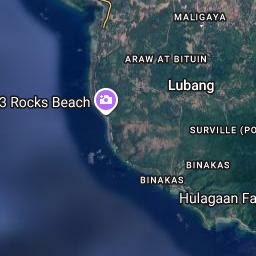 MALIGAYA
ARAW AT BITUIN
Lubang
3 Rocks Beach
SURVILLE (PO
BINAKAS
BINAKAS
Hulagaan Fa